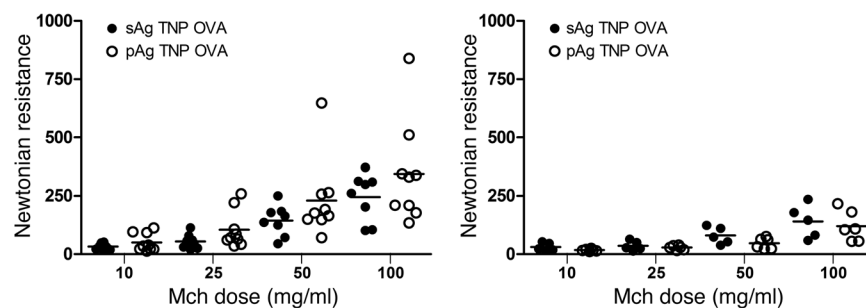 1000
750
500
250
0
Newtonian resistance
sAg TNP OVA
pAg TNP OVA
10 25 50 100
Mch dose (mg/ml)
1000
750
500
250
0
Newtonian resistance
sAg TNP OVA
pAg TNP OVA
10 25 50 100
Mch dose (mg/ml)